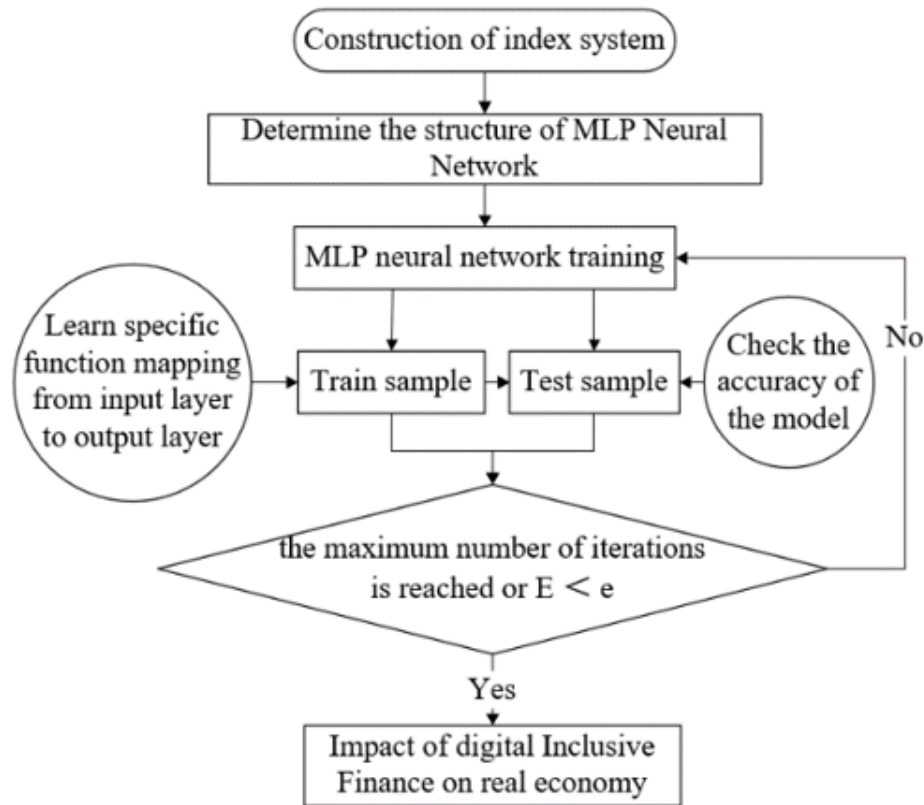 Construction of index system
Determine the structure of MLP Neural
Network
MLP neural network training
Learn specific
function mapping
from input layer
to output layer
Train sample
Test sample
Check the
accuracy of
the model
No
the maximum number of iterations
is reached or E < e
Yes
Impact of digital Inclusive
Finance on real economy